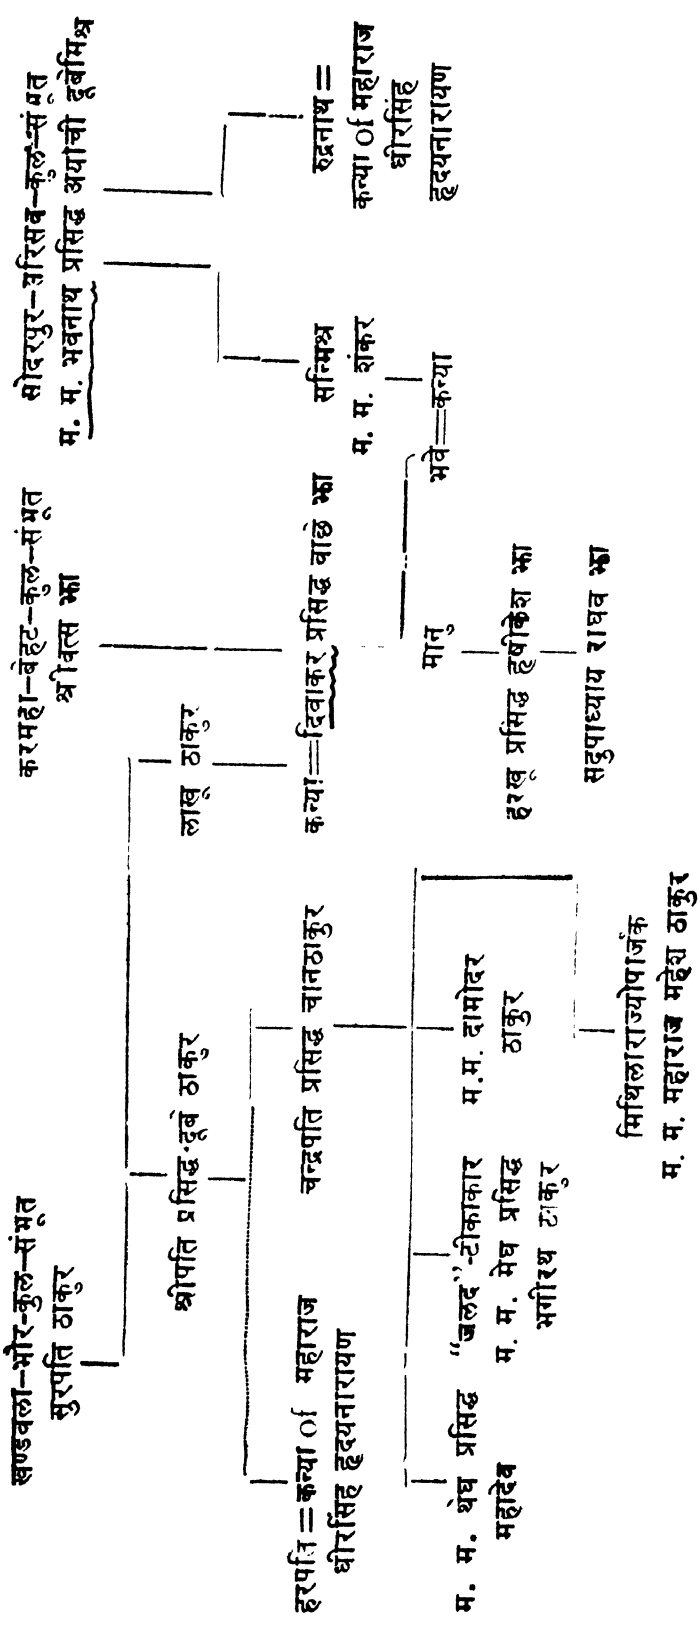 खण्डवला-भौर-कुल-संभूत
सुरपति ठाकुर
करमहा-बेहट-कुल-संभूत
श्रीवत्स झा
सोदरपुर-सरिसव-कुल-संभूत
म. म. भवनाथ प्रसिद्ध अयाची दूबेमिश्र
श्रीपति प्रसिद्ध दूबे ठाकुर
लाखू ठाकुर
हरपति = कन्या of महाराज
धीरसिंह हृदयनारायण
चन्द्रपति प्रसिद्ध चानठाकुर
कन्या = दिवाकर प्रसिद्ध वाछे झा
सन्मिश्र
म. म. शंकर
रुद्रनाथ =
कन्या of महाराज
धीरसिंह
हृदयनारायण
मानु
भवे = कन्या
म. म. थेघ प्रसिद्ध
महादेव
“जलद”-टीकाकार
म. म. मेघ प्रसिद्ध
भगीरथ ठाकुर
म.म. दामोदर
ठाकुर
हरखू प्रसिद्ध हृषीकेश झा
सदुपाध्याय राघव झा
मिथिलाराज्योपार्जक
म. म. महाराज महेश ठाकुर